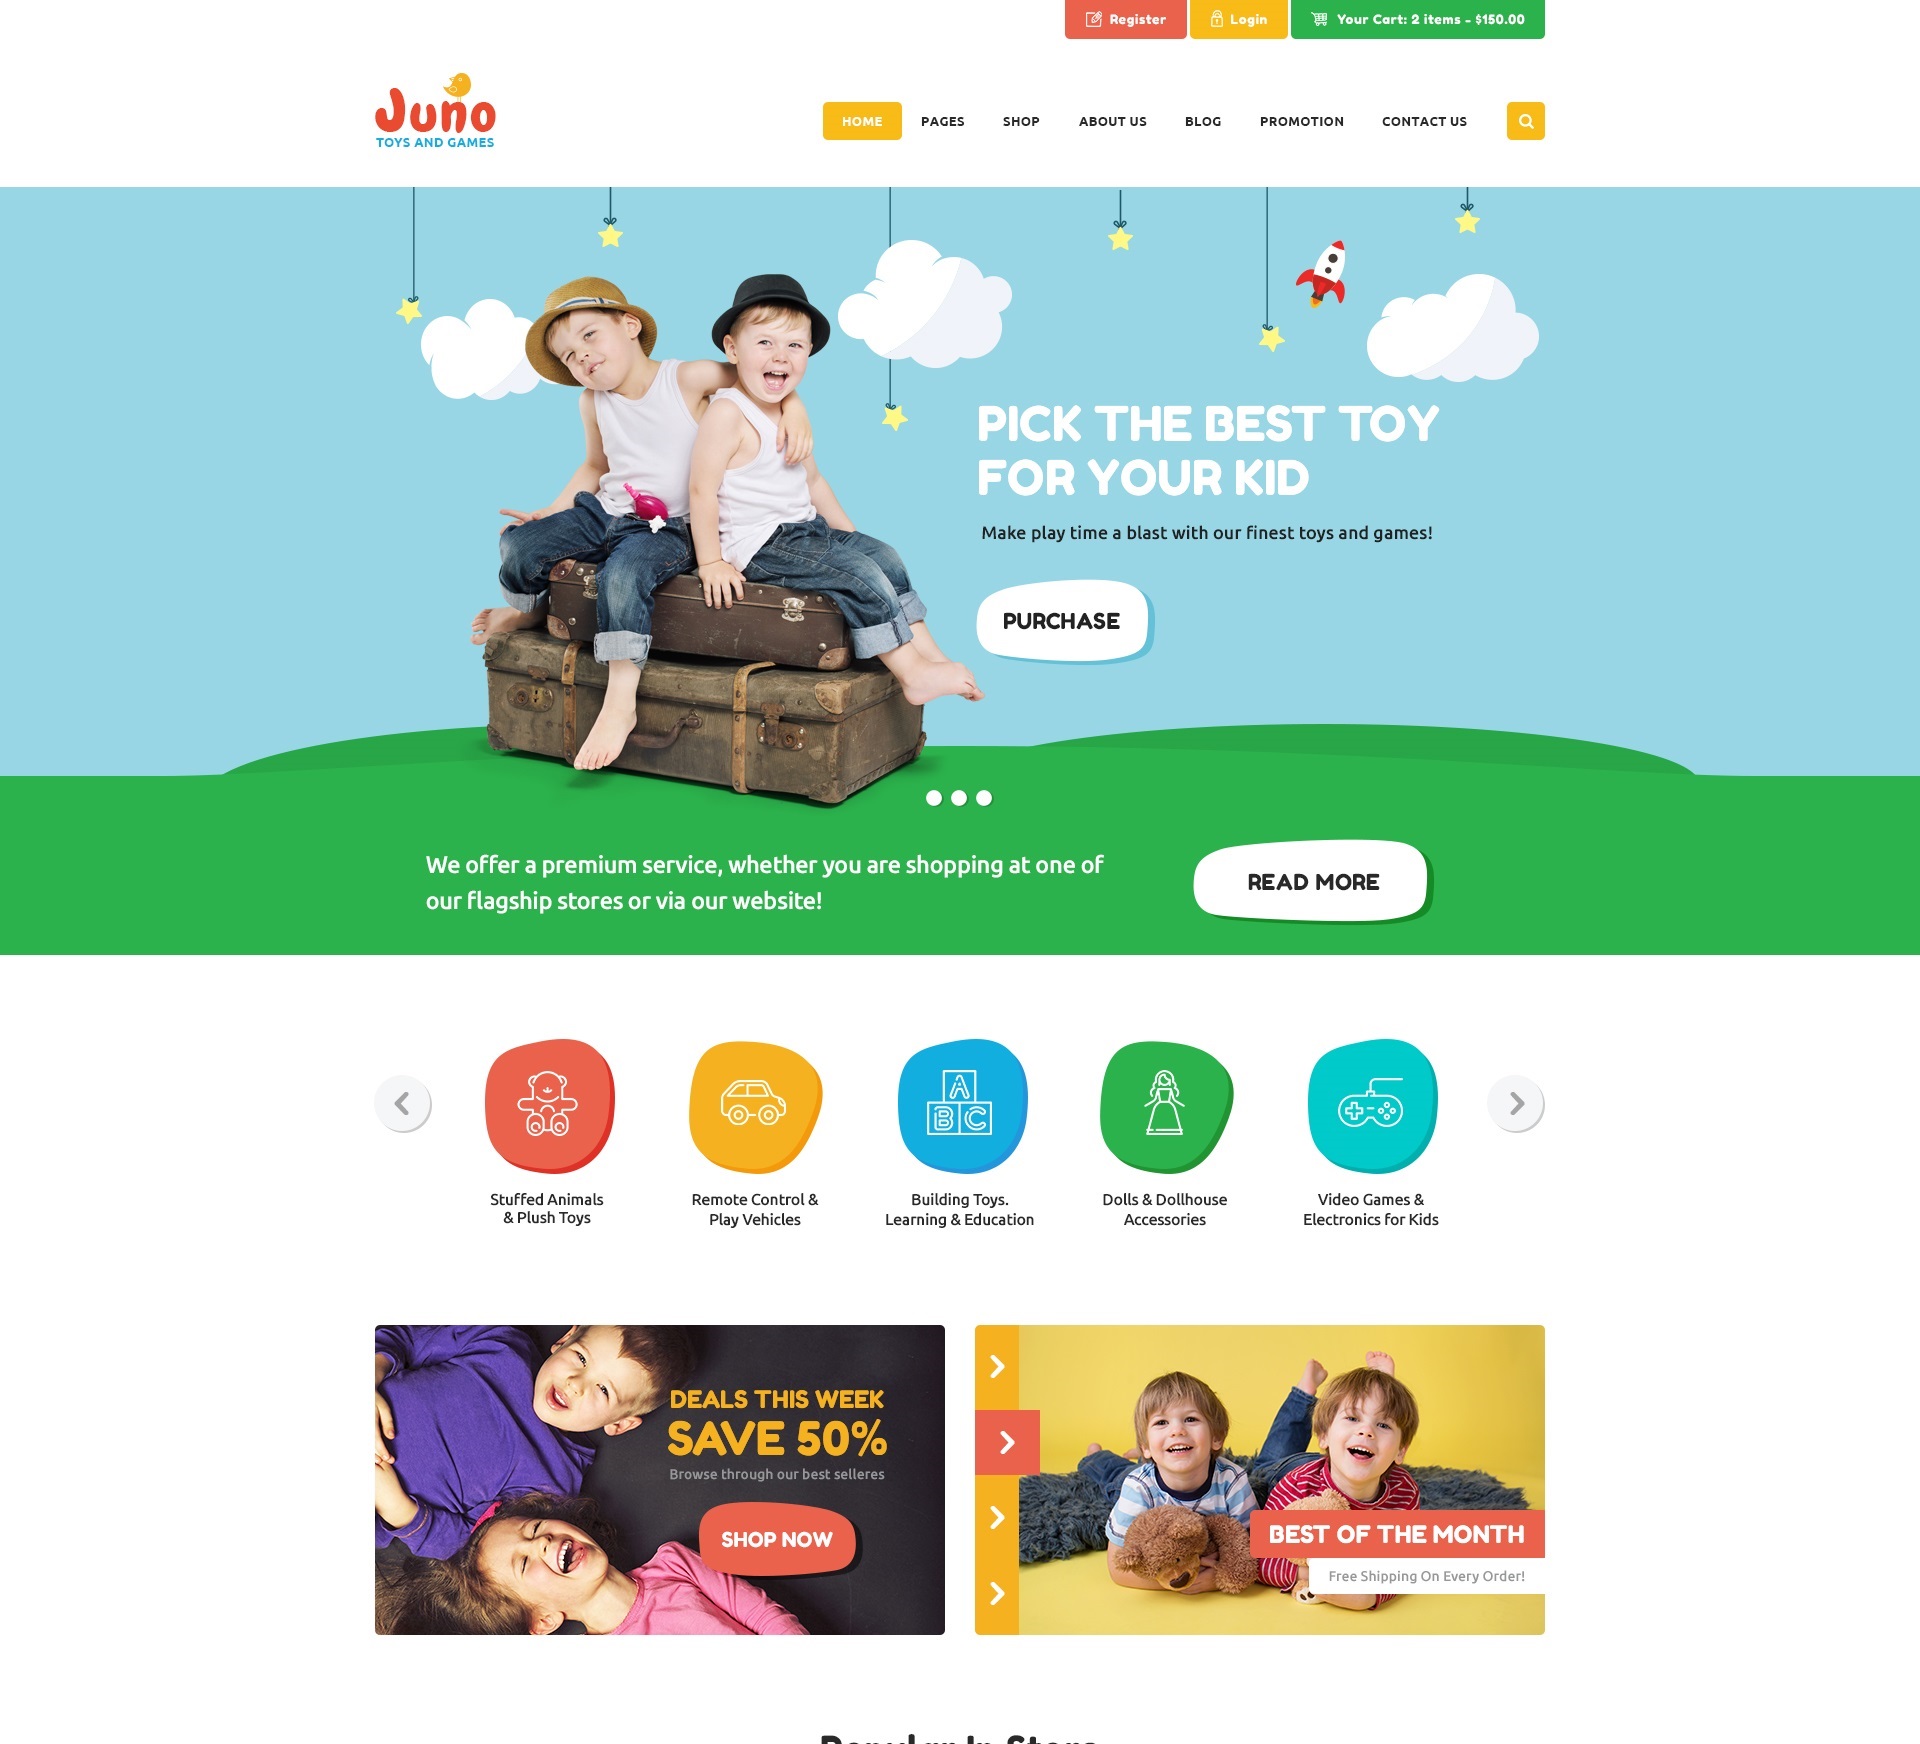 Register
Login
Your Cart: 2 items - $150.00
Juno
TOYS AND GAMES
HOME
PAGES
SHOP
ABOUT US
BLOG
PROMOTION
CONTACT US
PICK THE BEST TOY
FOR YOUR KID
Make play time a blast with our finest toys and games!
PURCHASE
We offer a premium service, whether you are shopping at one of
our flagship stores or via our website!
READ MORE
A
B C
Stuffed Animals
& Plush Toys
Remote Control &
Play Vehicles
Building Toys.
Learning & Education
Dolls & Dollhouse
Accessories
Video Games &
Electronics for Kids
DEALS THIS WEEK
SAVE 50%
Browse through our best selleres
SHOP NOW
BEST OF THE MONTH
Free Shipping On Every Order!